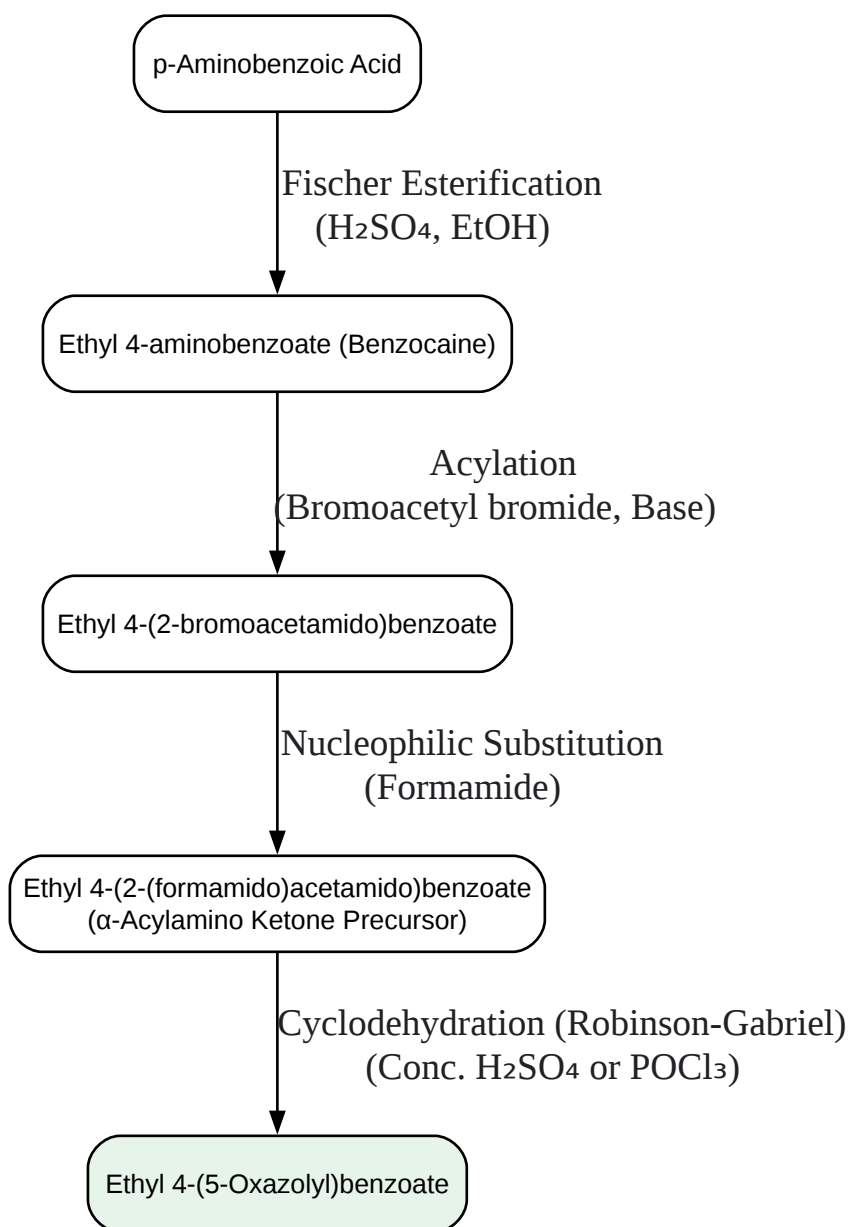 p-Aminobenzoic Acid
Fischer Esterification
(H₂SO₄, EtOH)
Ethyl 4-aminobenzoate (Benzocaine)
Acylation
(Bromoacetyl bromide, Base)
Ethyl 4-(2-bromoacetamido)benzoate
Nucleophilic Substitution
(Formamide)
Ethyl 4-(2-(formamido)acetamido)benzoate
(α-Acylamino Ketone Precursor)
Cyclodehydration (Robinson-Gabriel)
(Conc. H₂SO₄ or POCl₃)
Ethyl 4-(5-Oxazolyl)benzoate